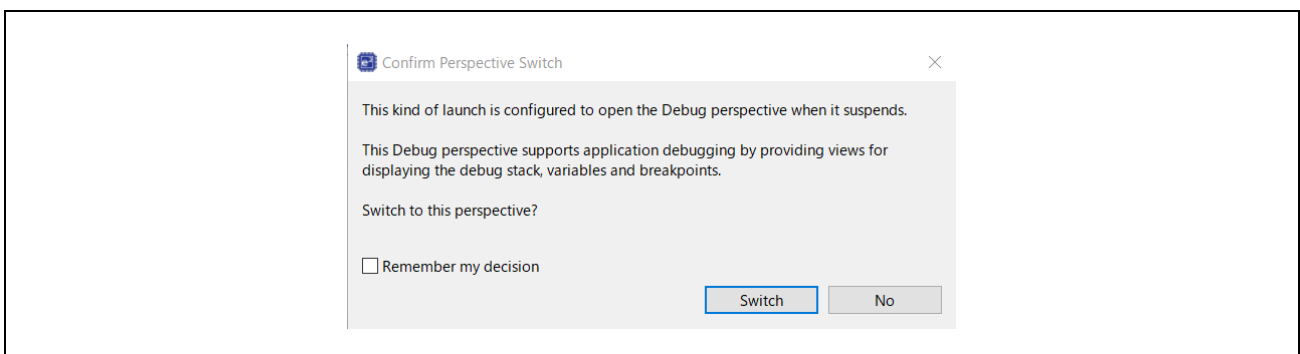 Confirm Perspective Switch
This kind of launch is configured to open the Debug perspective when it suspends.
This Debug perspective supports application debugging by providing views for
displaying the debug stack, variables and breakpoints.
Switch to this perspective?
Remember my decision
Switch No